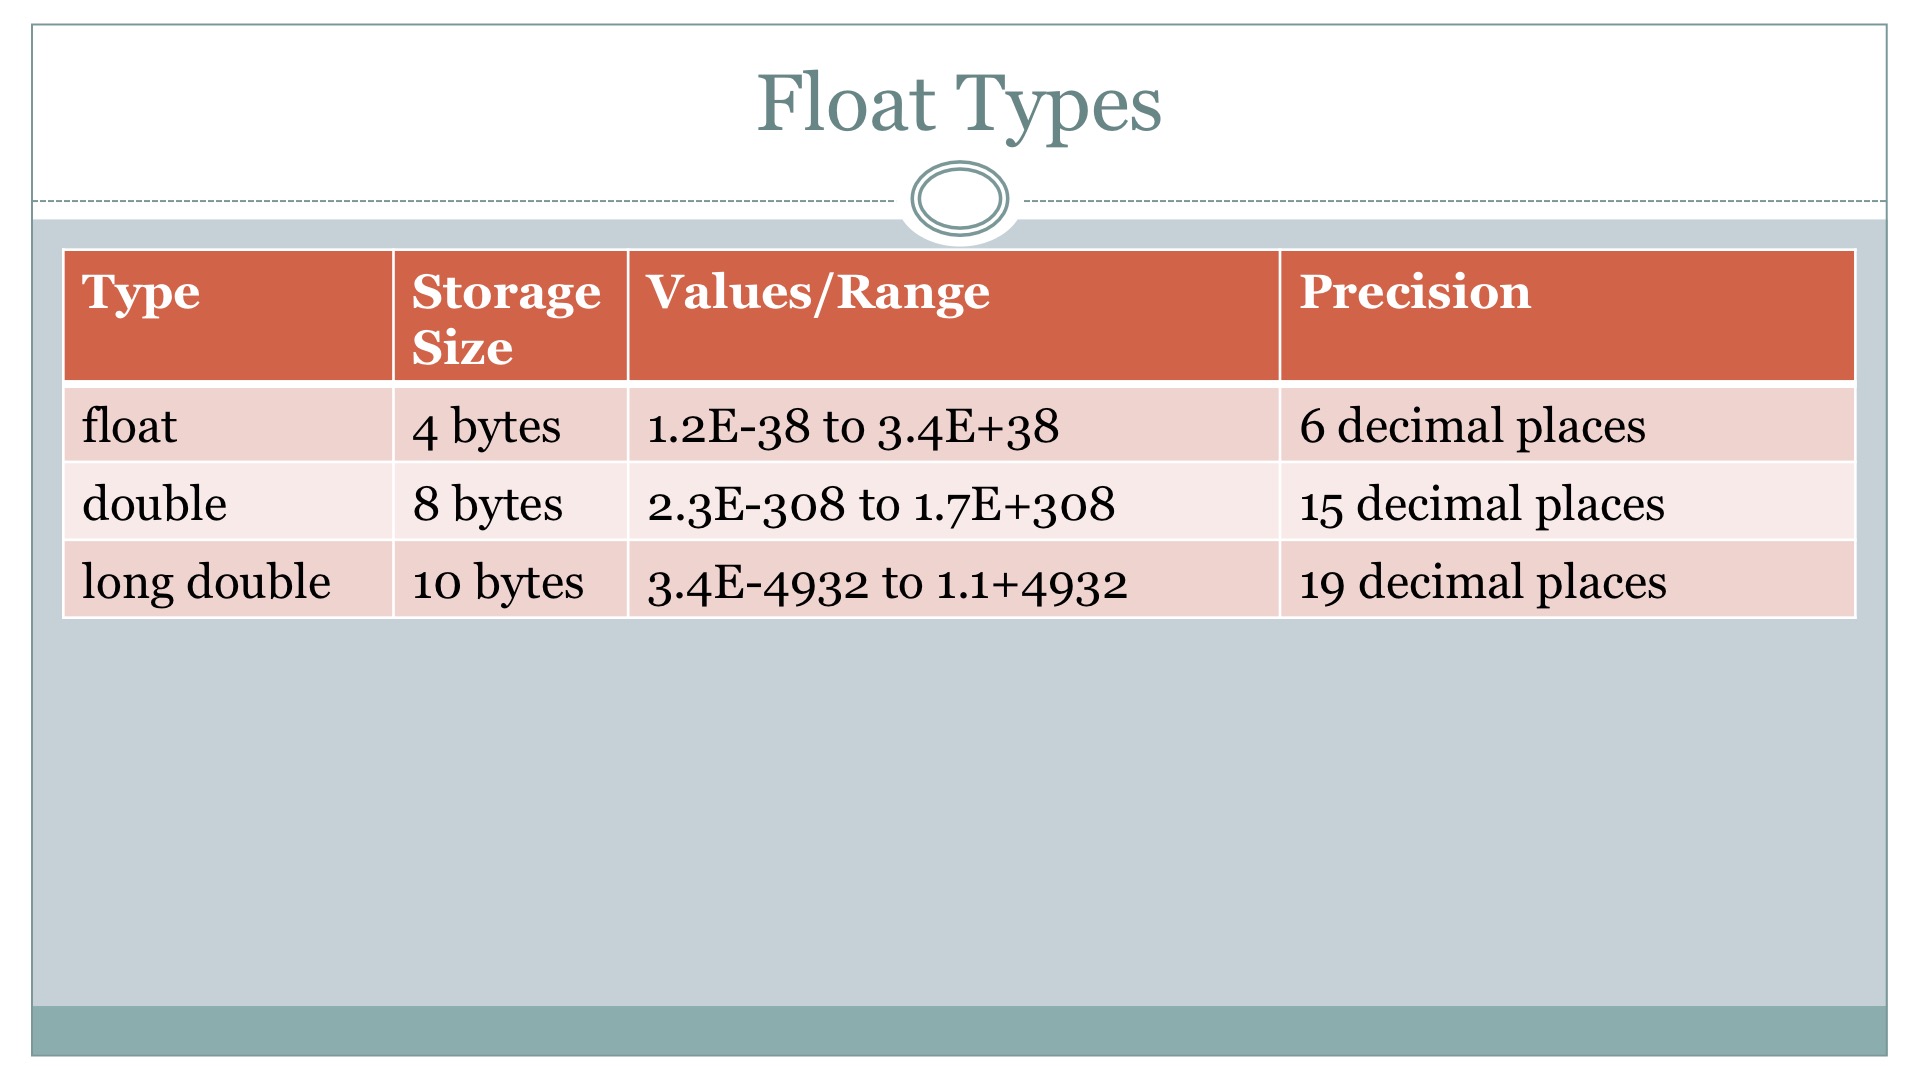 Float Types
Type Storage Size Values/Range Precision
float 4 bytes 1.2E-38 to 3.4E+38 6 decimal places
double 8 bytes 2.3E-308 to 1.7E+308 15 decimal places
long double 10 bytes 3.4E-4932 to 1.1+4932 19 decimal places